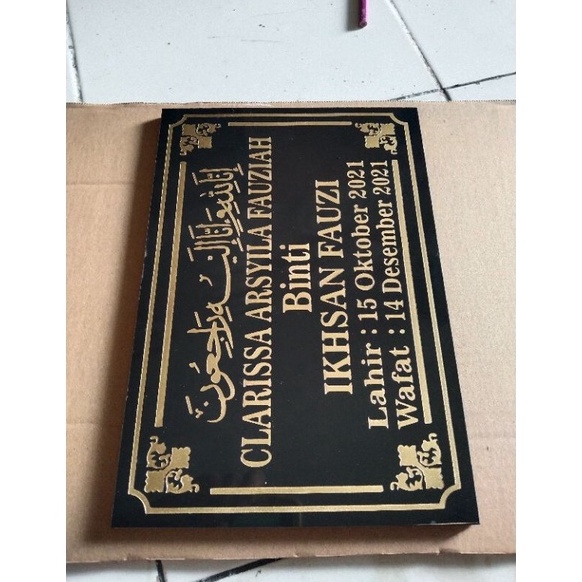 إنا لله وإنا إليه راجعون
CLARISSA ARSYILA FAUZIAH
Binti
IKHSAN FAUZI
Lahir : 15 Oktober 2021
Wafat : 14 Desember 2021